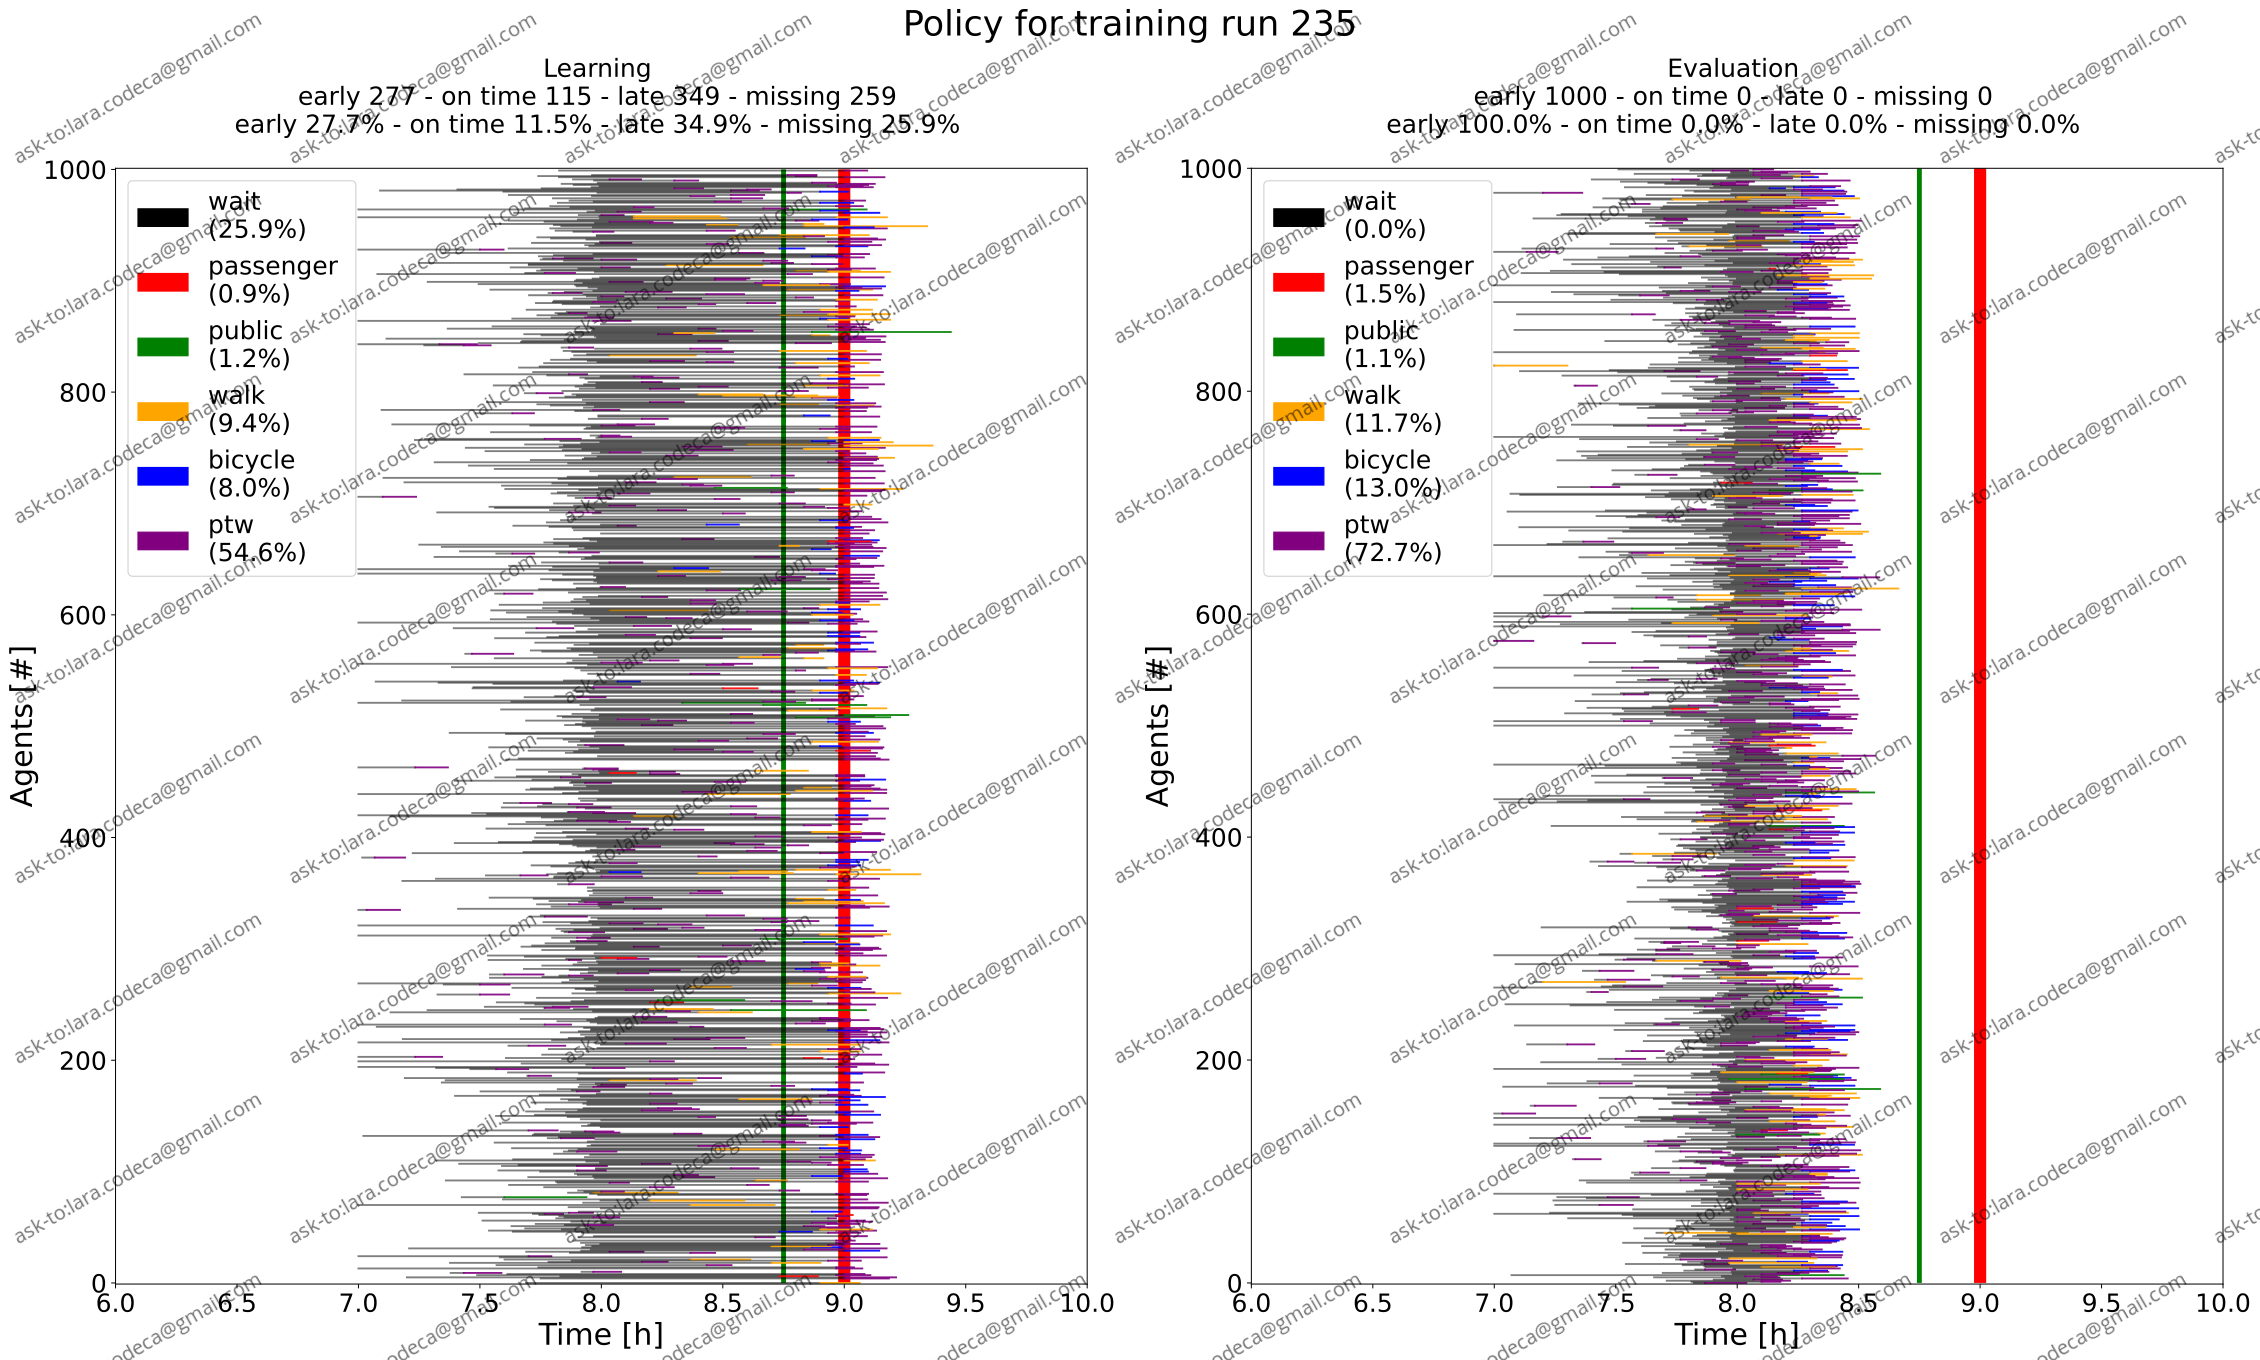 Policy for training run 235
Learning
early 277 - on time 115 - late 349 - missing 259
early 27.7% - on time 11.5% - late 34.9% - missing 25.9%
1000
800
600
400
200
0
Agents [#]
wait
(25.9%)
passenger
(0.9%)
public
(1.2%)
walk
(9.4%)
bicycle
(8.0%)
ptw
(54.6%)
6.0 6.5 7.0 7.5 8.0 8.5 9.0 9.5 10.0
Time [h]
Evaluation
early 1000 - on time 0 - late 0 - missing 0
early 100.0% - on time 0.0% - late 0.0% - missing 0.0%
1000
800
600
400
200
0
Agents [#]
wait
(0.0%)
passenger
(1.5%)
public
(1.1%)
walk
(11.7%)
bicycle
(13.0%)
ptw
(72.7%)
6.0 6.5 7.0 7.5 8.0 8.5 9.0 9.5 10.0
Time [h]
ask-to:lara.codeca@gmail.com